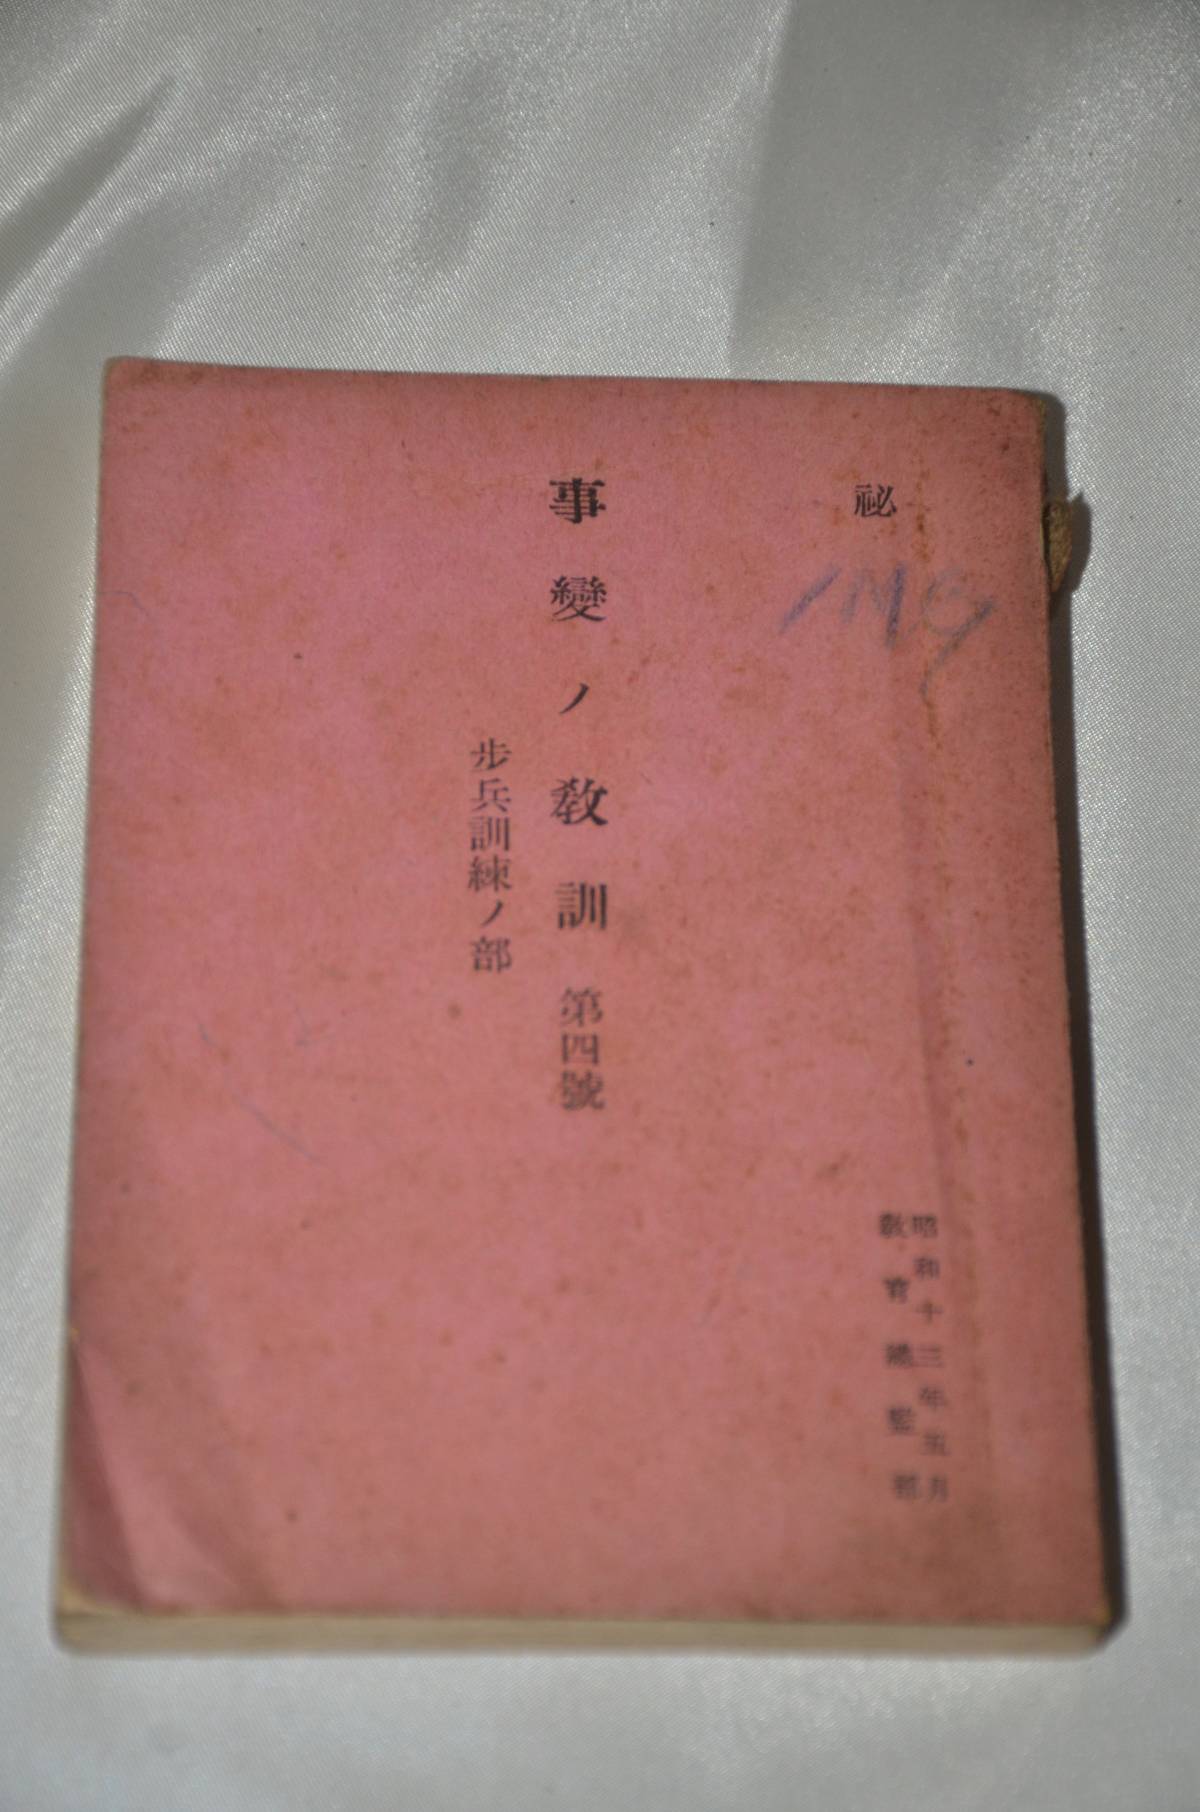 祕
昭和十三年五月
教育總監部
事變ノ教訓 第四號
步兵訓練ノ部